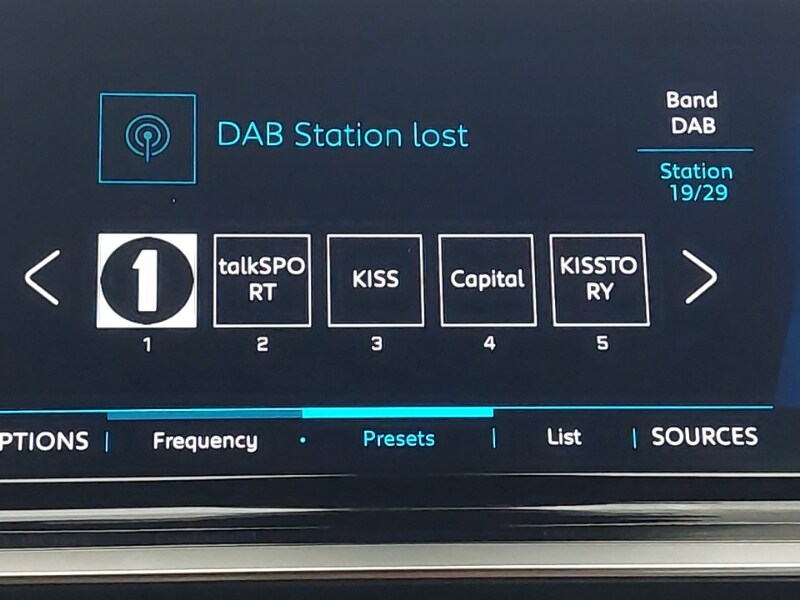 Band
DAB
DAB Station lost
Station
19/29
1
talkSPO
RT
KISS
Capital
KISSTO
RY
1
2
3
4
5
PTIONS
Frequency
Presets
List
SOURCES